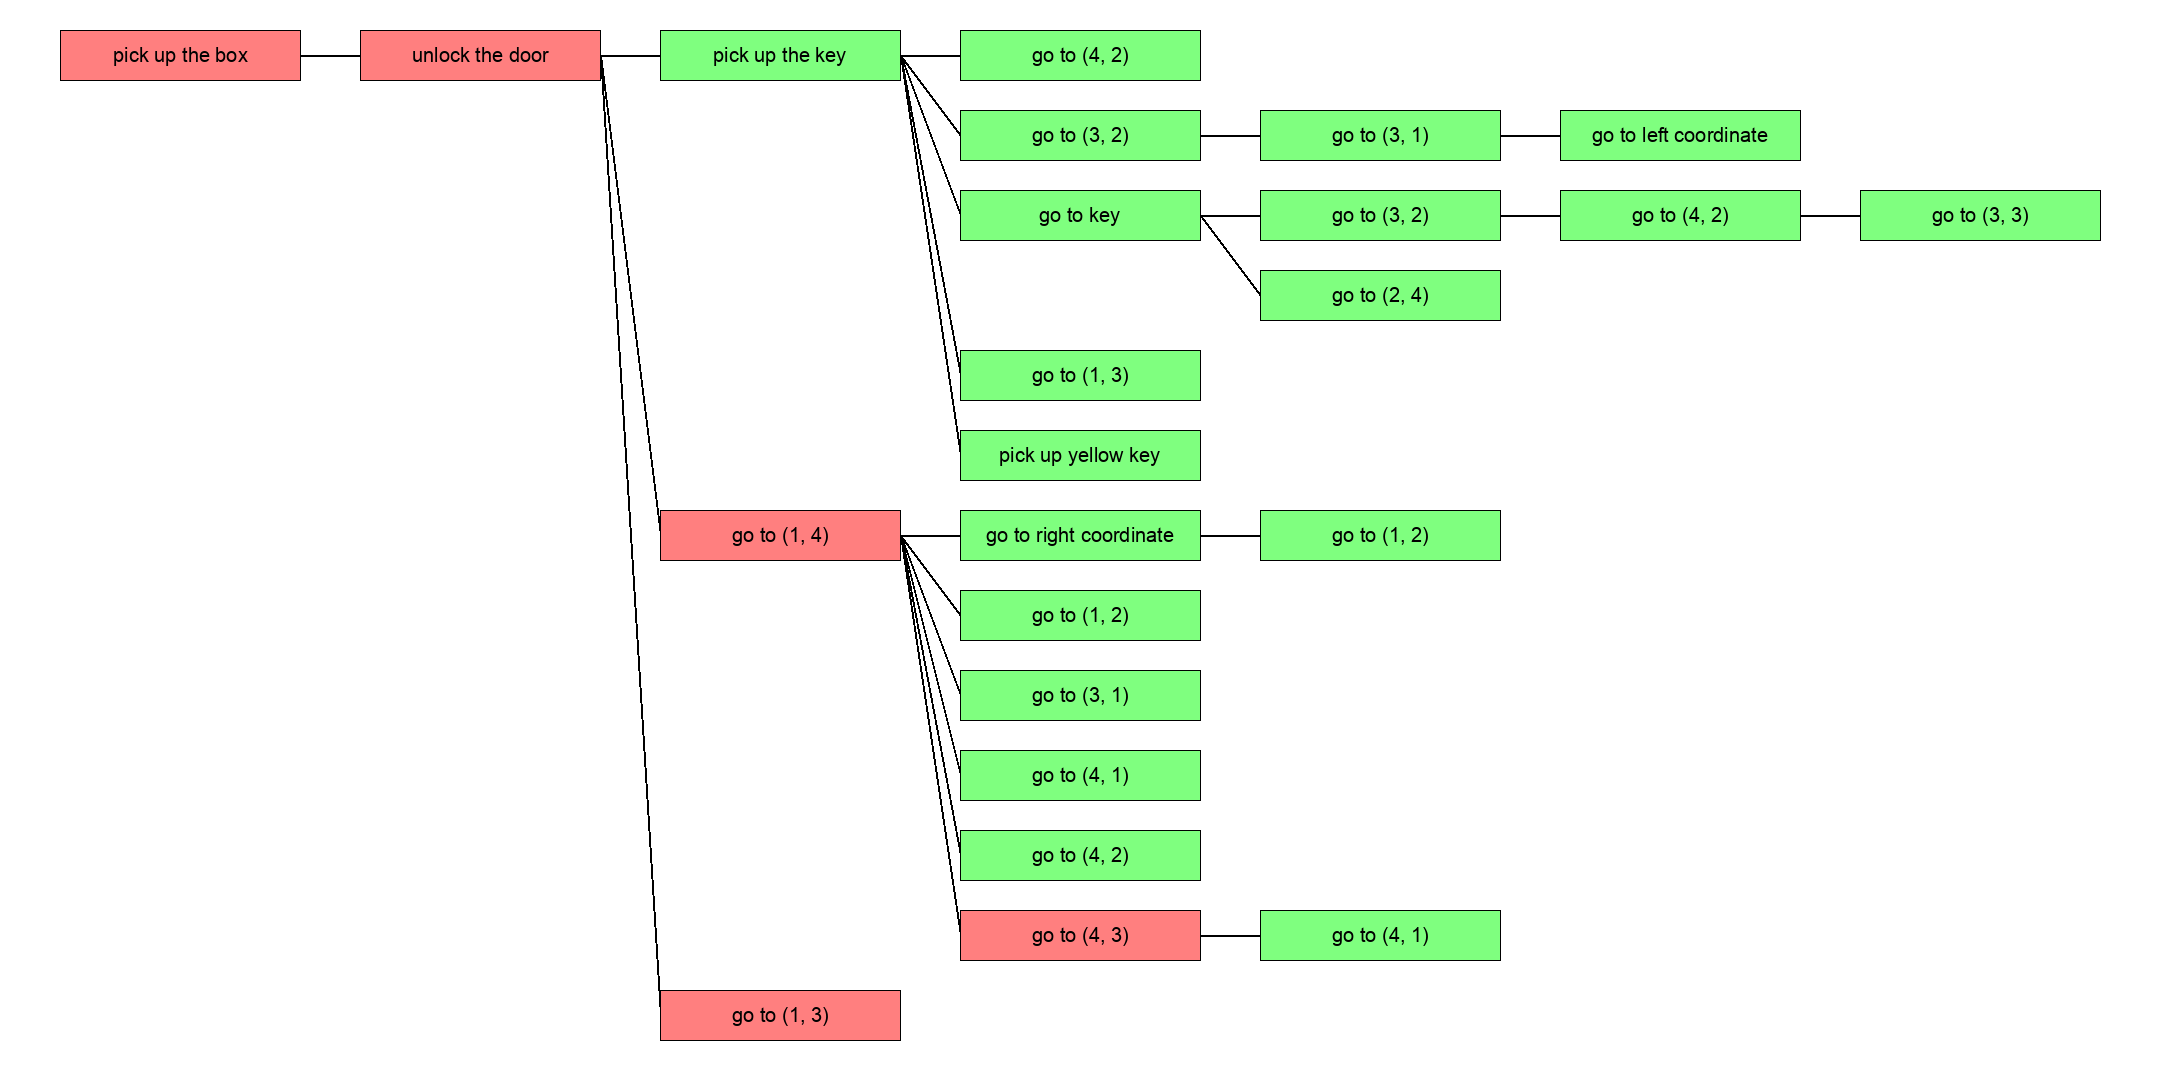 pick up the box
unlock the door
pick up the key
go to (4, 2)
go to (3, 2)
go to (3, 1)
go to left coordinate
go to key
go to (3, 2)
go to (4, 2)
go to (3, 3)
go to (2, 4)
go to (1, 3)
pick up yellow key
go to (1, 4)
go to right coordinate
go to (1, 2)
go to (1, 2)
go to (3, 1)
go to (4, 1)
go to (4, 2)
go to (4, 3)
go to (4, 1)
go to (1, 3)